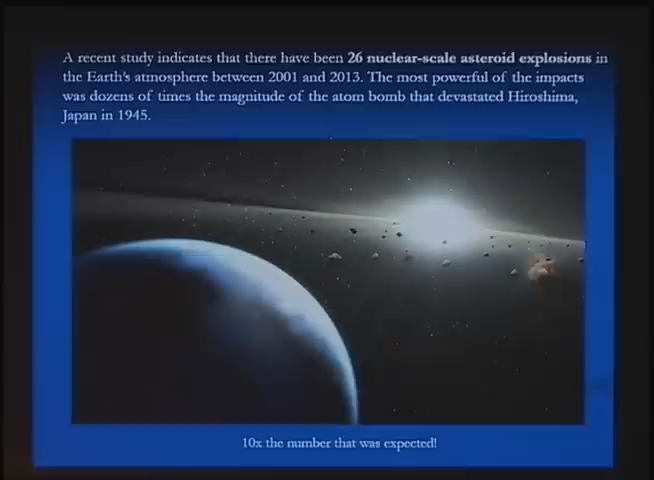 A recent study indicates that there have been 26 nuclear-scale asteroid explosions in
the Earth's atmosphere between 2001 and 2013. The most powerful of the impacts
was dozens of times the magnitude of the atom bomb that devastated Hiroshima,
Japan in 1945.
10x the number that was expected!